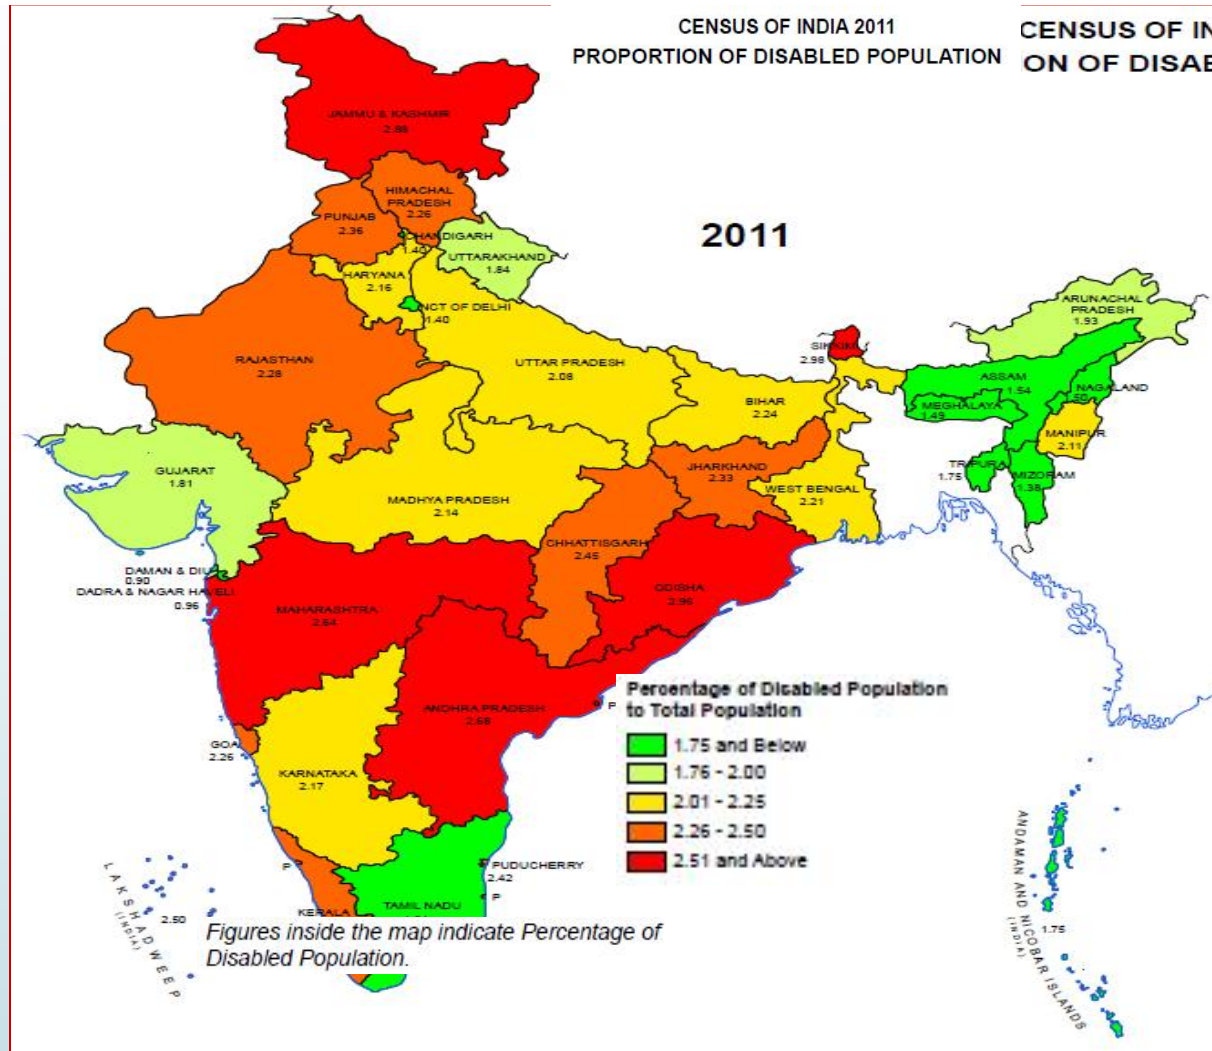 CENSUS OF INDIA 2011
PROPORTION OF DISABLED POPULATION
CENSUS OF IN
ON OF DISAB
2011
JAMMU & KASHMIR
HIMACHAL
PRADESH
2.26
PUNJAB
2.36
CHANDIGARH
1.40
UTTARAKHAND
1.84
HARYANA
2.16
NCT OF DELHI
1.40
RAJASTHAN
2.28
UTTAR PRADESH
2.08
SIKKIM
2.98
ARUNACHAL
PRADESH
1.93
ASSAM
1.54
NAGALAND
MEGHALAYA
1.49
MANIPUR
2.11
TRIPURA
1.75
MIZORAM
1.38
BIHAR
2.24
GUJARAT
1.81
JHARKHAND
2.33
WEST BENGAL
2.21
MADHYA PRADESH
2.14
CHHATTISGARH
2.45
DAMAN & DIU
0.90
DADRA & NAGAR HAVELI
0.96
MAHARASHTRA
2.64
ODISHA
2.96
ANDHRA PRADESH
2.68
P
GOA
KARNATAKA
2.17
Percentage of Disabled Population
to Total Population
1.75 and Below
1.76 - 2.00
2.01 - 2.25
2.26 - 2.50
2.51 and Above
P
PUDUCHERRY
2.42
P
KERALA
TAMIL NADU
LAKSHADWEEP
(INDIA)
2.50
ANDAMAN AND NICOBAR ISLANDS
(INDIA)
1.75
Figures inside the map indicate Percentage of
Disabled Population.